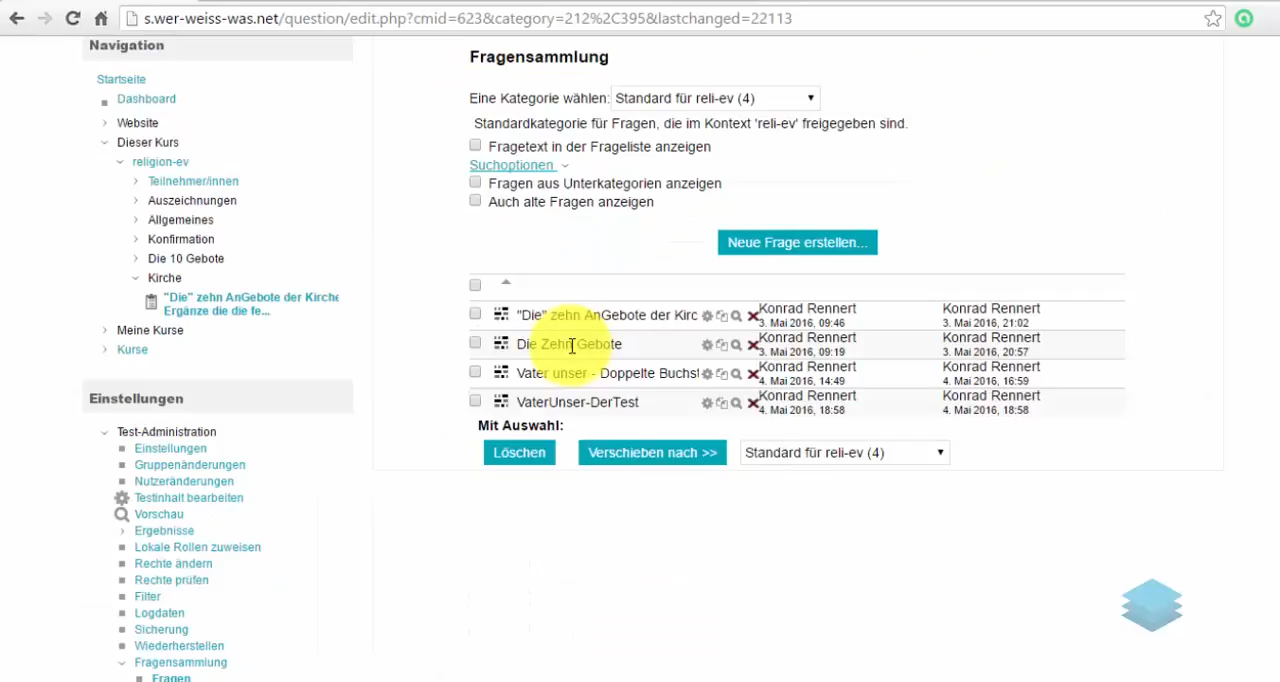 s.wer-weiss-was.net/question/edit.php?cmid=623&category=212%2C395&lastchanged=22113
Navigation
Startseite
Dashboard
Website
Dieser Kurs
religion-ev
Teilnehmer/innen
Auszeichnungen
Allgemeines
Konfirmation
Die 10 Gebote
Kirche
"Die" zehn AnGebote der Kirche
Ergänze die die fe...
Meine Kurse
Kurse
Einstellungen
Test-Administration
Einstellungen
Gruppenänderungen
Nutzeränderungen
Testinhalt bearbeiten
Vorschau
Ergebnisse
Lokale Rollen zuweisen
Rechte ändern
Rechte prüfen
Filter
Logdaten
Sicherung
Wiederherstellen
Fragensammlung
Fragen
Fragensammlung
Eine Kategorie wählen: Standard für reli-ev (4)
Standardkategorie für Fragen, die im Kontext 'reli-ev' freigegeben sind.
Fragetext in der Frageliste anzeigen
Suchoptionen
Fragen aus Unterkategorien anzeigen
Auch alte Fragen anzeigen
Neue Frage erstellen...
"Die" zehn AnGebote der Kirc Konrad Rennert Konrad Rennert
3. Mai 2016, 09:46 3. Mai 2016, 21:02
Die Zehn Gebote Konrad Rennert Konrad Rennert
3. Mai 2016, 09:19 3. Mai 2016, 20:57
Vater unser - Doppelte Buchst Konrad Rennert Konrad Rennert
4. Mai 2016, 14:49 4. Mai 2016, 16:59
VaterUnser-DerTest Konrad Rennert Konrad Rennert
4. Mai 2016, 18:58 4. Mai 2016, 18:58
Mit Auswahl:
Löschen Verschieben nach >> Standard für reli-ev (4)